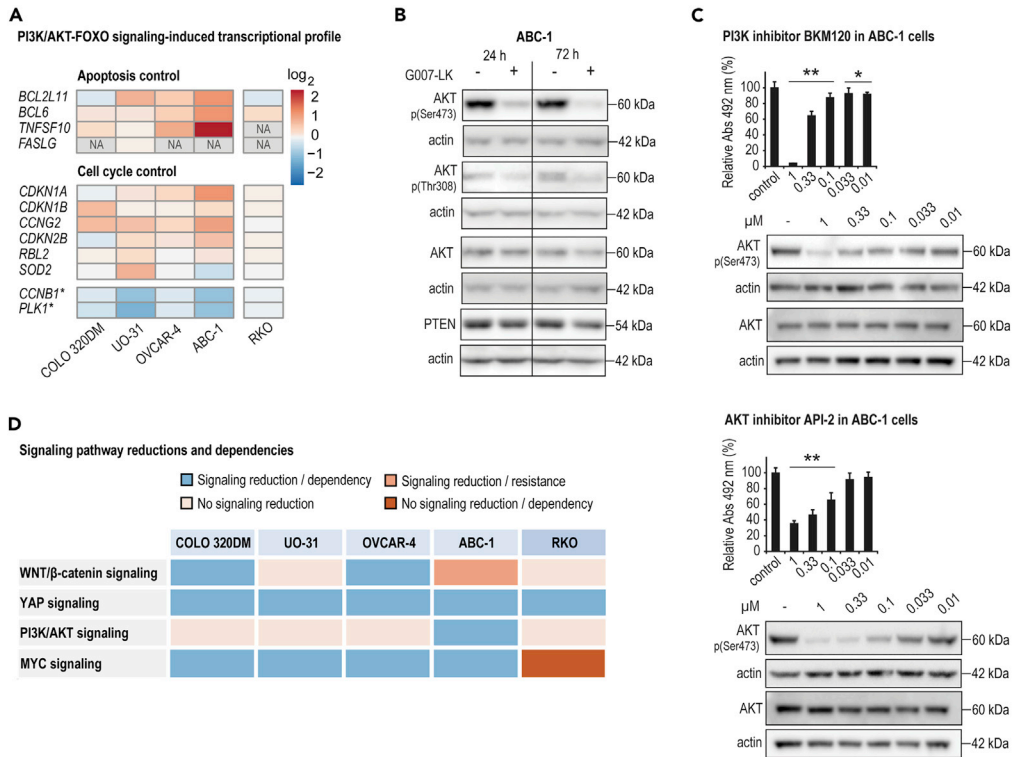 A
PI3K/AKT-FOXO signaling-induced transcriptional profile
Apoptosis control
log2
BCL2L11
BCL6
TNFSF10
NA
FASLG
NA
NA
NA
NA
2
1
0
−1
−2
Cell cycle control
CDKN1A
CDKN1B
CCNG2
CDKN2B
RBL2
SOD2
CCNB1*
PLK1*
COLO 320DM
UO-31
OVCAR-4
ABC-1
RKO
B
ABC-1
24 h 72 h
G007-LK - + - +
AKT p(Ser473) 60 kDa
actin 42 kDa
AKT p(Thr308) 60 kDa
actin 42 kDa
AKT 60 kDa
actin 42 kDa
PTEN 54 kDa
actin 42 kDa
C
PI3K inhibitor BKM120 in ABC-1 cells
Relative Abs 492 nm (%)
100
80
60
40
20
0
** *
control 1 0.33 0.1 0.033 0.01
µM - 1 0.33 0.1 0.033 0.01
AKT p(Ser473) 60 kDa
actin 42 kDa
AKT 60 kDa
actin 42 kDa
AKT inhibitor API-2 in ABC-1 cells
Relative Abs 492 nm (%)
120
100
80
60
40
20
0
**
control 1 0.33 0.1 0.033 0.01
µM - 1 0.33 0.1 0.033 0.01
AKT p(Ser473) 60 kDa
actin 42 kDa
AKT 60 kDa
actin 42 kDa
D
Signaling pathway reductions and dependencies
Signaling reduction / dependency
Signaling reduction / resistance
No signaling reduction
No signaling reduction / dependency
COLO 320DM UO-31 OVCAR-4 ABC-1 RKO
WNT/β-catenin signaling
YAP signaling
PI3K/AKT signaling
MYC signaling